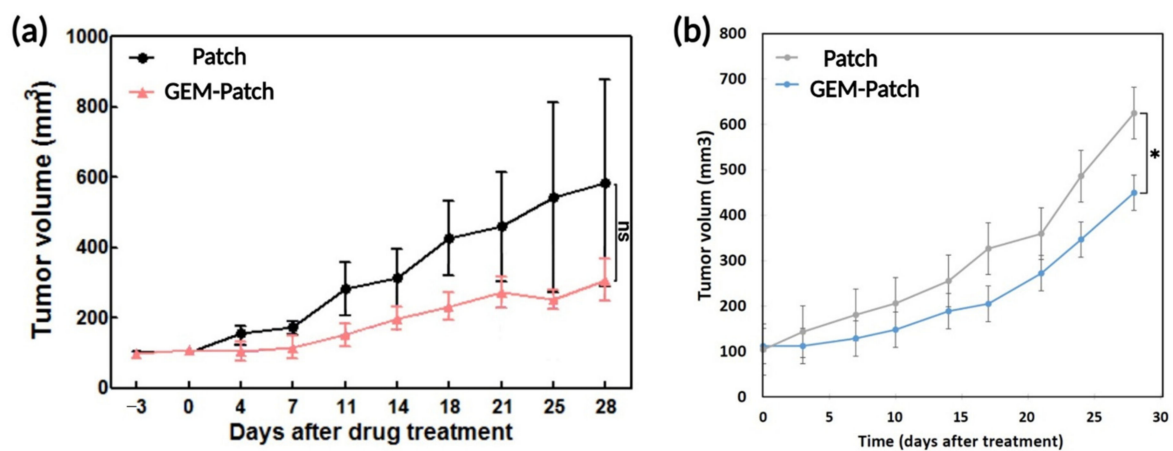 (a)
Patch
GEM-Patch
Tumor volume (mm³)
1000
800
600
400
200
0
ns
−3 0 4 7 11 14 18 21 25 28
Days after drug treatment
(b)
Patch
GEM-Patch
Tumor volum (mm3)
800
700
600
500
400
300
200
100
0
*
0 5 10 15 20 25 30
Time (days after treatment)